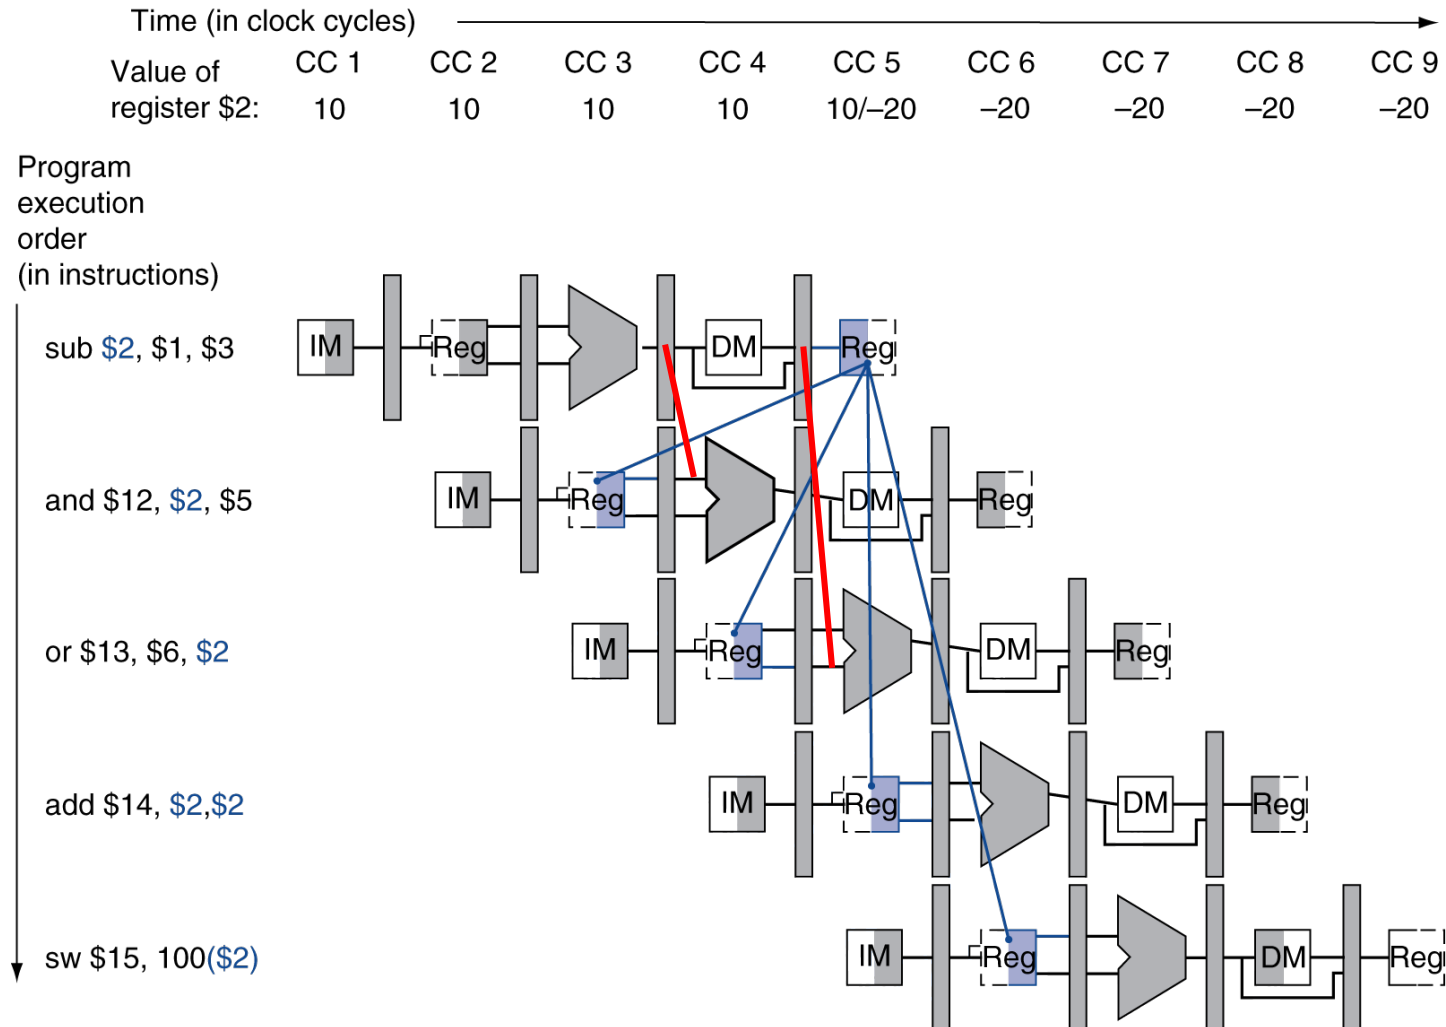 Time (in clock cycles)
Value of register $2:
CC 1 CC 2 CC 3 CC 4 CC 5 CC 6 CC 7 CC 8 CC 9
10 10 10 10 10/–20 –20 –20 –20 –20
Program
execution
order
(in instructions)
sub $2, $1, $3
IM Reg DM Reg
and $12, $2, $5
IM Reg DM Reg
or $13, $6, $2
IM Reg DM Reg
add $14, $2,$2
IM Reg DM Reg
sw $15, 100($2)
IM Reg DM Reg